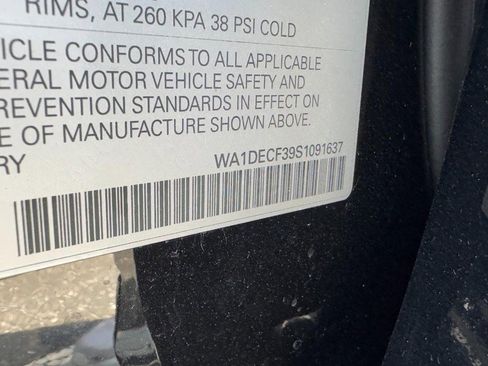 RIMS, AT 260 KPA 38 PSI COLD
ICLE CONFORMS TO ALL APPLICABLE
ERAL MOTOR VEHICLE SAFETY AND
REVENTION STANDARDS IN EFFECT ON
E OF MANUFACTURE SHOWN ABOVE.
RY
WA1DECF39S1091637